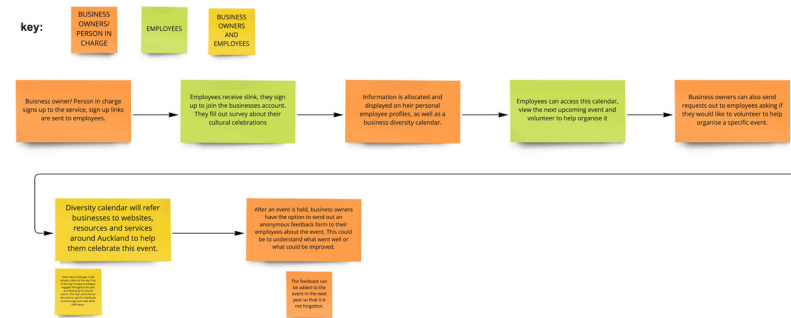 key:
BUSINESS
OWNERS/
PERSON IN
CHARGE
EMPLOYEES
BUSINESS
OWNERS
AND
EMPLOYEES
Buisness owner/ Person in charge
signs up to the service, sign up links
are sent to employees.
Employees receive slink, they sign
up to join the businesses account.
They fill out survey about their
cultural celebrations
Information is allocated and
displayed on heir personal
employee profiles, as well as a
business diversity calendar.
Employees can access this calendar,
view the next upcoming event and
volunteer to help organise it
Business owners can also send
requests out to employees asking if
they would like to volunteer to help
organise a specific event.
Diversity calendar will refer
businesses to websites,
resources and services
around Auckland to help
them celebrate this event.
After an event is held, business owners
have the option to send out an
anonymous feedback form to their
employees about the event. This could
be to understand what went well or
what could be improved.
The feedback can
be added to the
event in the next
year so that it is
not forgotten.